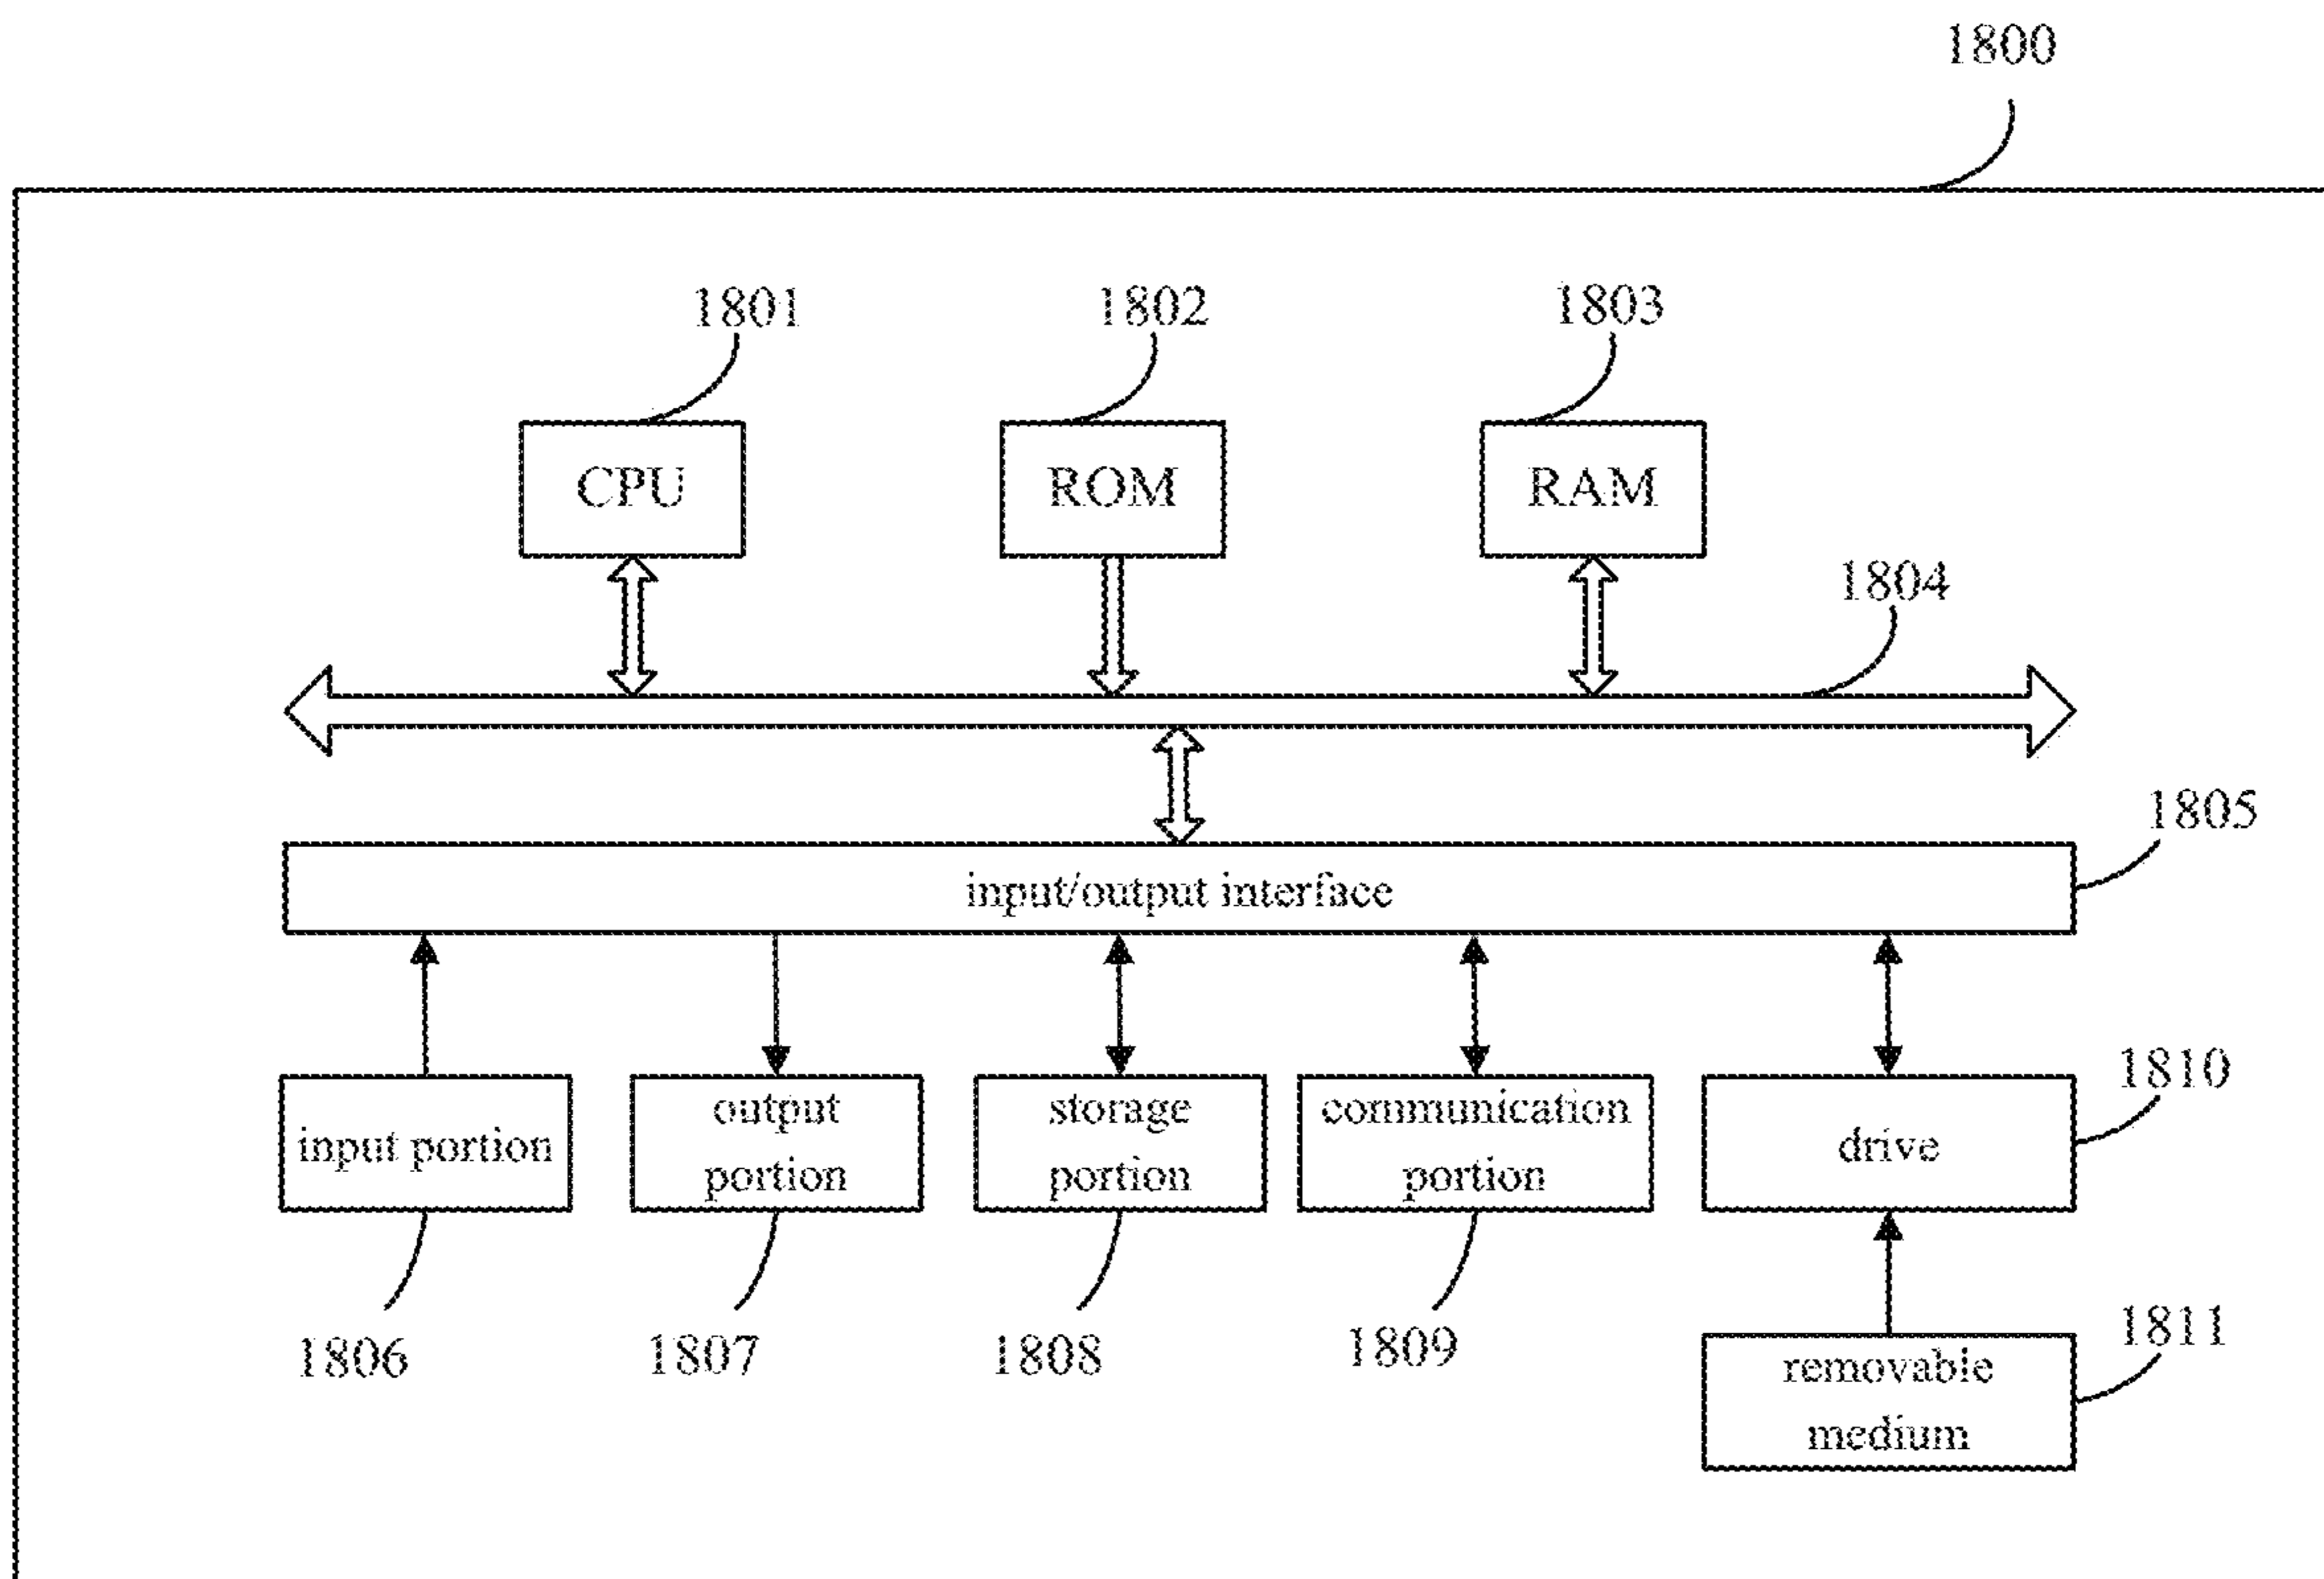 1800
1801
1802
1803
CPU
ROM
RAM
1804
1805
input/output interface
1810
input portion
output
portion
storage
portion
communication
portion
drive
1806
1807
1808
1809
1811
removable
medium